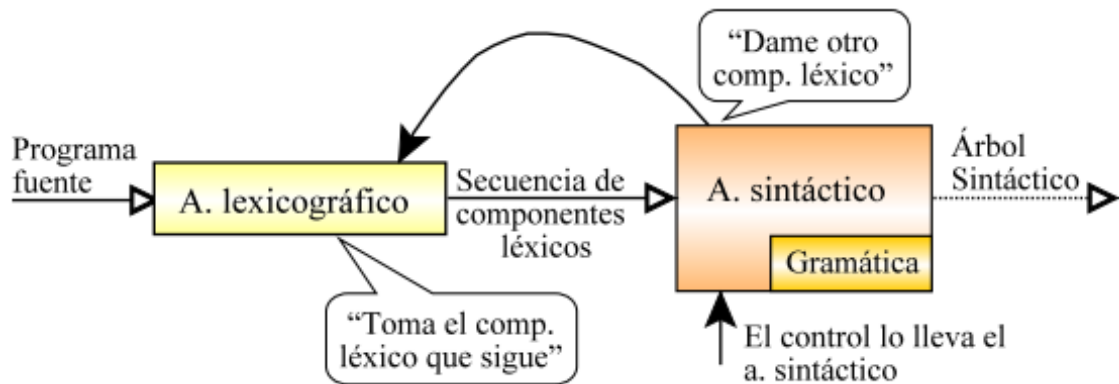 “Dame otro
comp. léxico”
Programa
fuente
A. lexicográfico
Secuencia de
componentes
léxicos
A. sintáctico
Gramática
Árbol
Sintáctico
“Toma el comp.
léxico que sigue”
El control lo lleva el
a. sintáctico